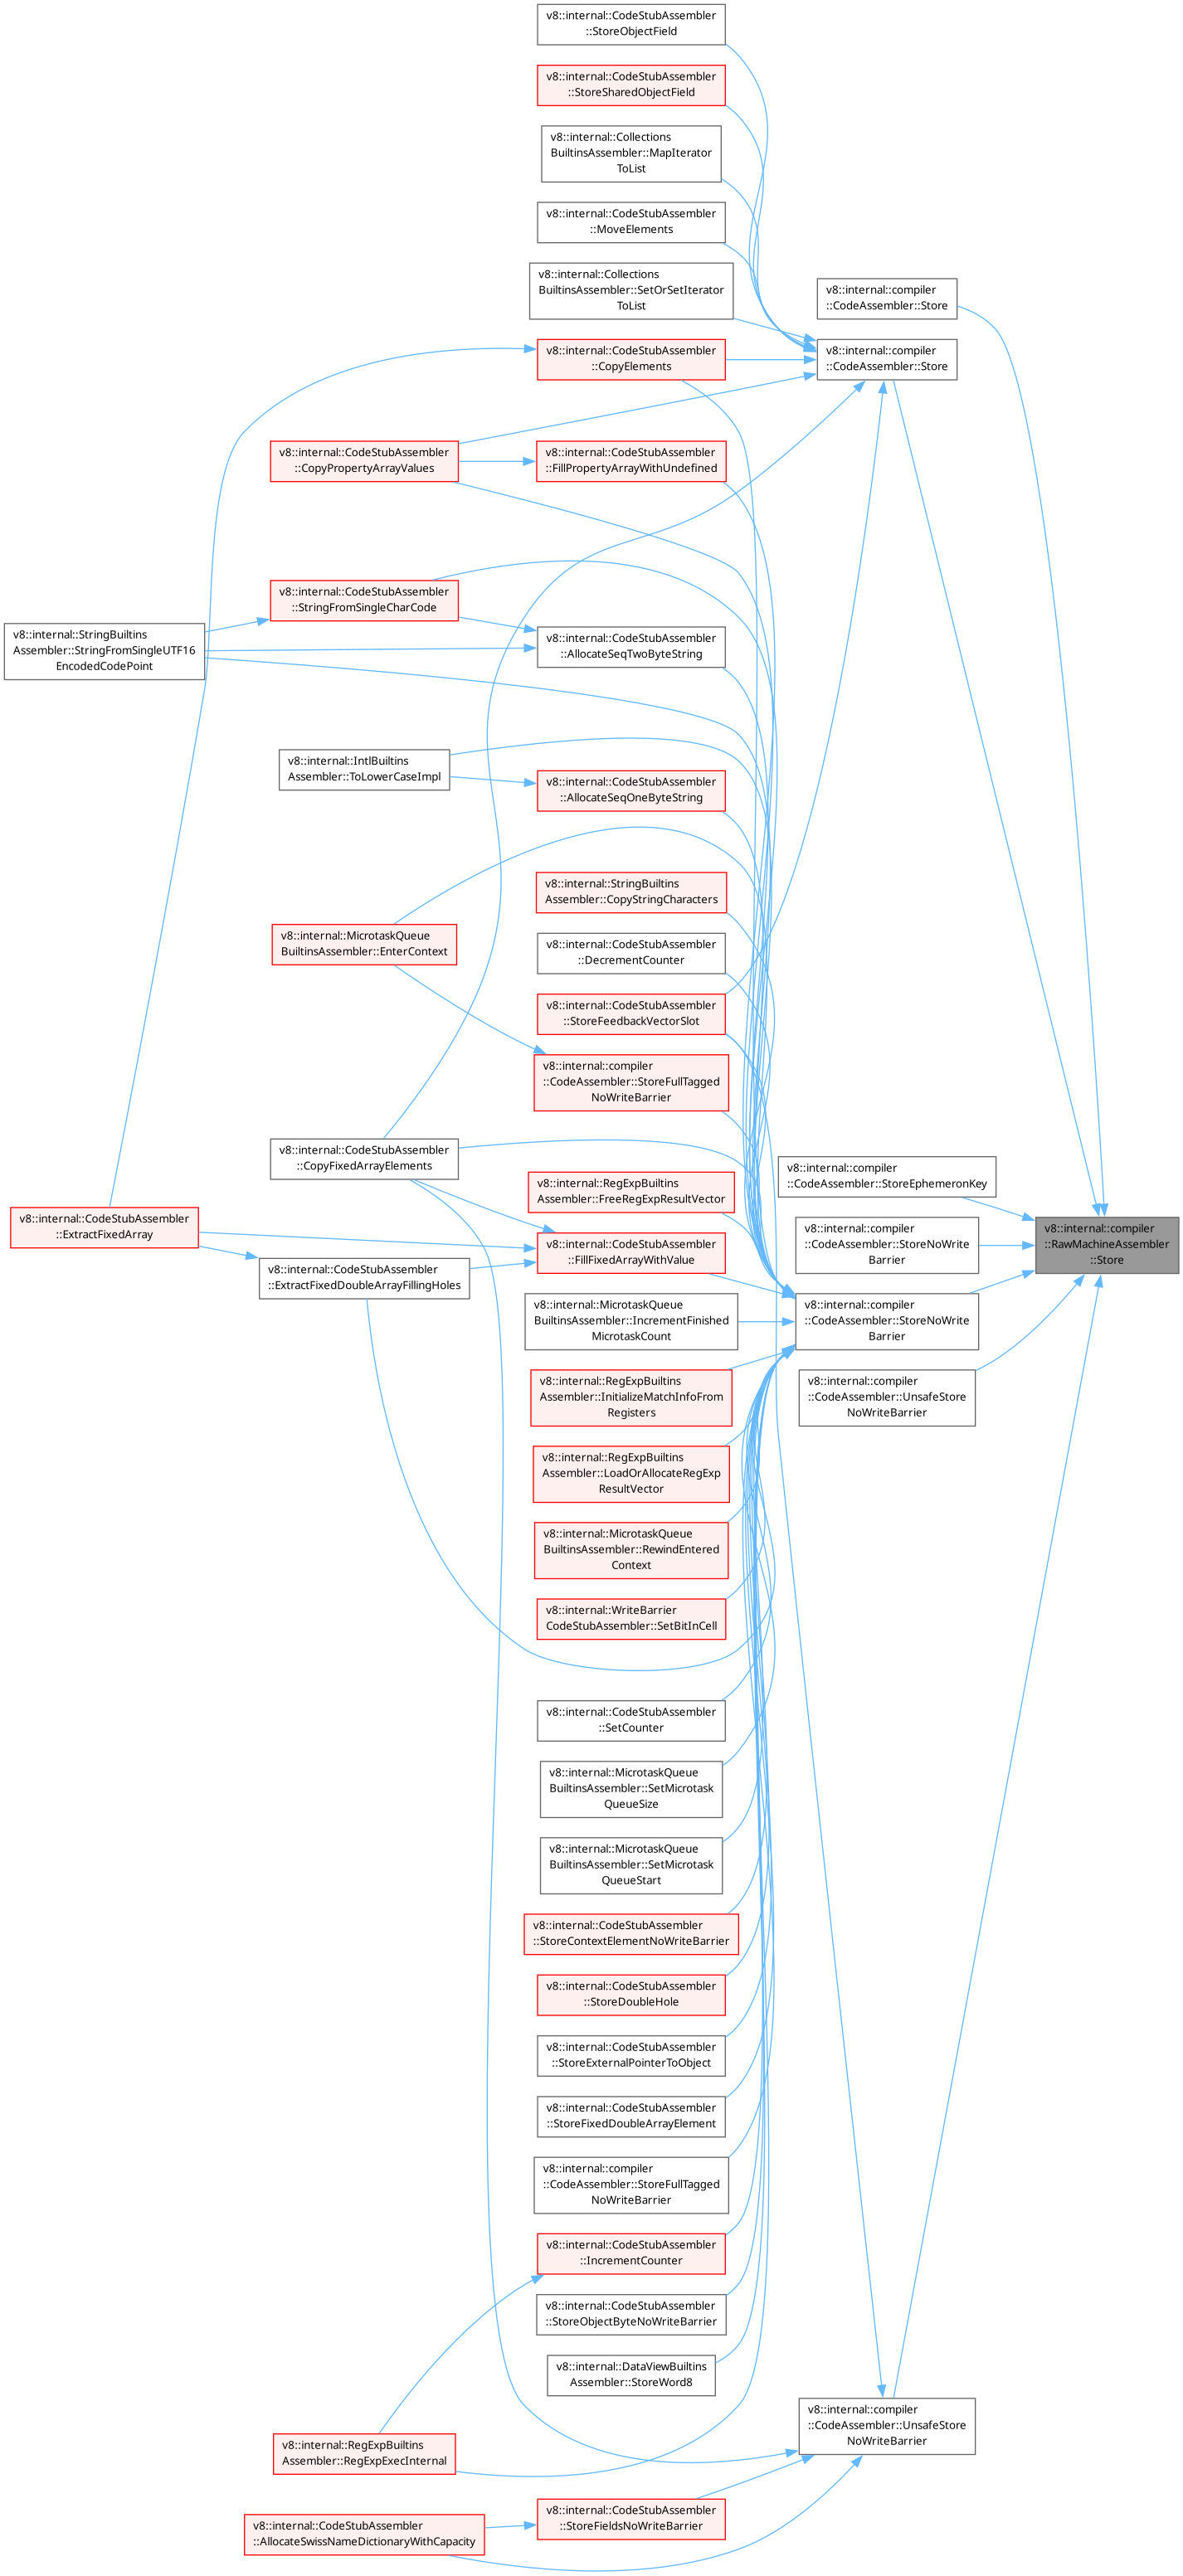 v8::internal::CodeStubAssembler
::StoreObjectField
v8::internal::CodeStubAssembler
::StoreSharedObjectField
v8::internal::Collections
BuiltinsAssembler::MapIterator
ToList
v8::internal::CodeStubAssembler
::MoveElements
v8::internal::Collections
BuiltinsAssembler::SetOrSetIterator
ToList
v8::internal::compiler
::CodeAssembler::Store
v8::internal::CodeStubAssembler
::CopyElements
v8::internal::compiler
::CodeAssembler::Store
v8::internal::CodeStubAssembler
::CopyPropertyArrayValues
v8::internal::CodeStubAssembler
::FillPropertyArrayWithUndefined
v8::internal::CodeStubAssembler
::StringFromSingleCharCode
v8::internal::StringBuiltins
Assembler::StringFromSingleUTF16
EncodedCodePoint
v8::internal::CodeStubAssembler
::AllocateSeqTwoByteString
v8::internal::IntlBuiltins
Assembler::ToLowerCaseImpl
v8::internal::CodeStubAssembler
::AllocateSeqOneByteString
v8::internal::StringBuiltins
Assembler::CopyStringCharacters
v8::internal::MicrotaskQueue
BuiltinsAssembler::EnterContext
v8::internal::CodeStubAssembler
::DecrementCounter
v8::internal::CodeStubAssembler
::StoreFeedbackVectorSlot
v8::internal::compiler
::CodeAssembler::StoreFullTagged
NoWriteBarrier
v8::internal::CodeStubAssembler
::CopyFixedArrayElements
v8::internal::compiler
::CodeAssembler::StoreEphemeronKey
v8::internal::RegExpBuiltins
Assembler::FreeRegExpResultVector
v8::internal::CodeStubAssembler
::ExtractFixedArray
v8::internal::compiler
::CodeAssembler::StoreNoWrite
Barrier
v8::internal::compiler
::RawMachineAssembler
::Store
v8::internal::CodeStubAssembler
::FillFixedArrayWithValue
v8::internal::CodeStubAssembler
::ExtractFixedDoubleArrayFillingHoles
v8::internal::MicrotaskQueue
BuiltinsAssembler::IncrementFinished
MicrotaskCount
v8::internal::compiler
::CodeAssembler::StoreNoWrite
Barrier
v8::internal::RegExpBuiltins
Assembler::InitializeMatchInfoFrom
Registers
v8::internal::compiler
::CodeAssembler::UnsafeStore
NoWriteBarrier
v8::internal::RegExpBuiltins
Assembler::LoadOrAllocateRegExp
ResultVector
v8::internal::MicrotaskQueue
BuiltinsAssembler::RewindEntered
Context
v8::internal::WriteBarrier
CodeStubAssembler::SetBitInCell
v8::internal::CodeStubAssembler
::SetCounter
v8::internal::MicrotaskQueue
BuiltinsAssembler::SetMicrotask
QueueSize
v8::internal::MicrotaskQueue
BuiltinsAssembler::SetMicrotask
QueueStart
v8::internal::CodeStubAssembler
::StoreContextElementNoWriteBarrier
v8::internal::CodeStubAssembler
::StoreDoubleHole
v8::internal::CodeStubAssembler
::StoreExternalPointerToObject
v8::internal::CodeStubAssembler
::StoreFixedDoubleArrayElement
v8::internal::compiler
::CodeAssembler::StoreFullTagged
NoWriteBarrier
v8::internal::CodeStubAssembler
::IncrementCounter
v8::internal::CodeStubAssembler
::StoreObjectByteNoWriteBarrier
v8::internal::DataViewBuiltins
Assembler::StoreWord8
v8::internal::compiler
::CodeAssembler::UnsafeStore
NoWriteBarrier
v8::internal::RegExpBuiltins
Assembler::RegExpExecInternal
v8::internal::CodeStubAssembler
::StoreFieldsNoWriteBarrier
v8::internal::CodeStubAssembler
::AllocateSwissNameDictionaryWithCapacity